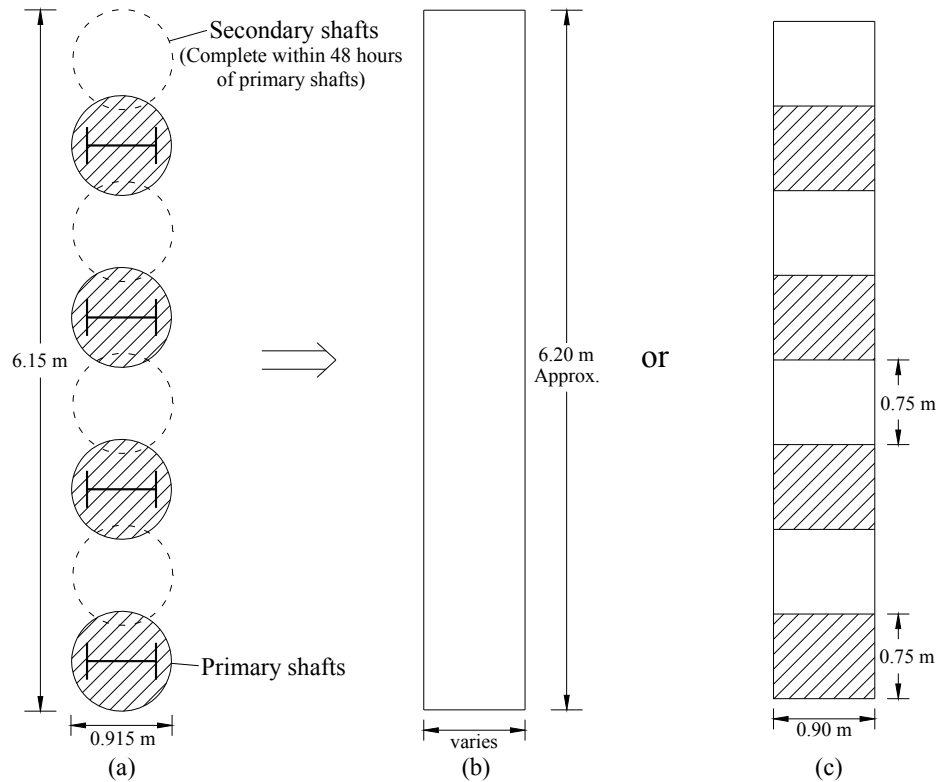 Secondary shafts
(Complete within 48 hours
of primary shafts)
6.15 m
Primary shafts
0.915 m
(a)
6.20 m
Approx.
varies
(b)
or
0.75 m
0.75 m
0.90 m
(c)